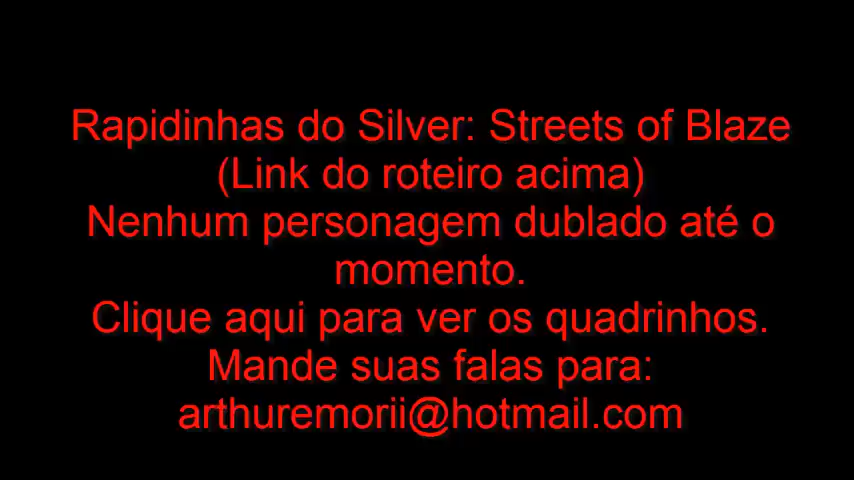 Rapidinhas do Silver: Streets of Blaze
(Link do roteiro acima)
Nenhum personagem dublado até o
momento.
Clique aqui para ver os quadrinhos.
Mande suas falas para:
arthuremorii@hotmail.com